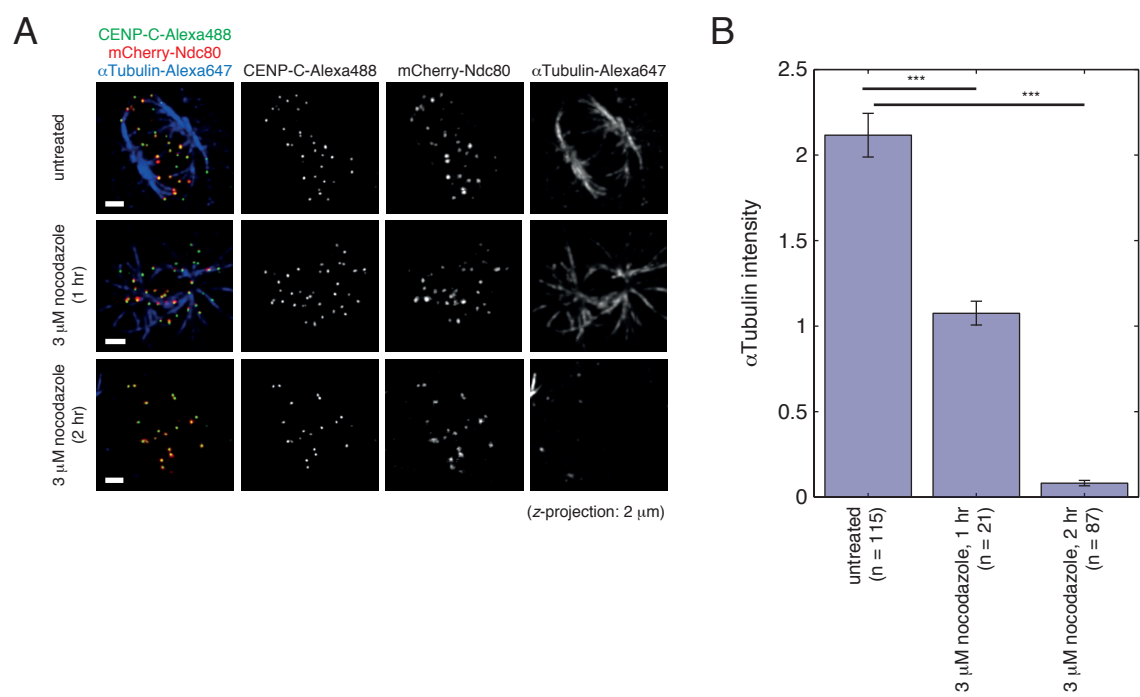 A
CENP-C-Alexa488
mCherry-Ndc80
αTubulin-Alexa647
CENP-C-Alexa488
mCherry-Ndc80
αTubulin-Alexa647
untreated
3 μM nocodazole
(1 hr)
3 μM nocodazole
(2 hr)
(z-projection: 2 μm)
B
αTubulin intensity
2.5
2
1.5
1
0.5
0
***
***
untreated
(n = 115)
3 μM nocodazole, 1 hr
(n = 21)
3 μM nocodazole, 2 hr
(n = 87)